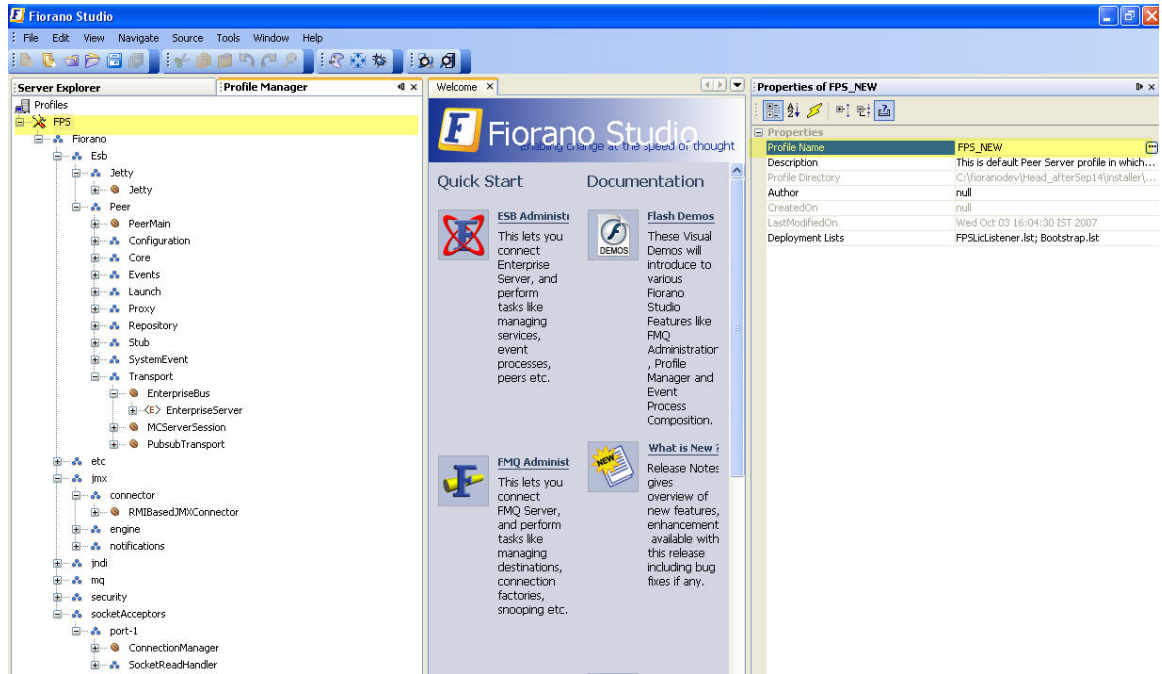 Fiorano Studio
File Edit View Navigate Source Tools Window Help
Server Explorer
Profile Manager
Profiles
FPS
Fiorano
Esb
Jetty
Jetty
Peer
PeerMain
Configuration
Core
Events
Launch
Proxy
Repository
Stub
SystemEvent
Transport
EnterpriseBus
<E> EnterpriseServer
MCServerSession
PubsubTransport
etc
jmx
connector
RMIBasedJMXConnector
engine
notifications
jndi
mq
security
socketAcceptors
port-1
ConnectionManager
SocketReadHandler
Welcome
Fiorano Studio
Enabling change at the speed of thought
Quick Start
ESB Administ
This lets you
connect
Enterprise
Server, and
perform
tasks like
managing
services,
event
processes,
peers etc.
FMQ Administ
This lets you
connect
FMQ Server,
and perform
tasks like
managing
destinations,
connection
factories,
snooping etc.
Documentation
DEMOS
Flash Demos
These Visual
Demos will
introduce to
various
Fiorano
Studio
Features like
FMQ
Administration
, Profile
Manager and
Event
Process
Composition.
NEW
What is New ?
Release Notes
gives
overview of
new features,
enhancement
available with
this release
including bug
fixes if any.
Properties of FPS_NEW
Properties
Profile Name FPS_NEW
Description This is default Peer Server profile in which...
Profile Directory C:\fioranodev\Head_afterSep14\installer\...
Author null
CreatedOn null
LastModifiedOn Wed Oct 03 16:04:30 IST 2007
Deployment Lists FPSLicListener.lst; Bootstrap.lst